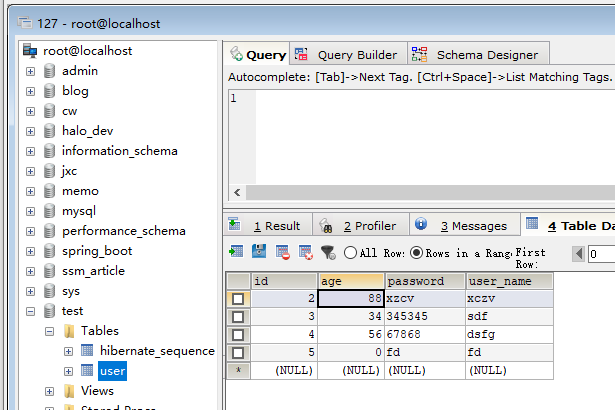 127 - root@localhost
root@localhost
admin
blog
cw
halo_dev
information_schema
jxc
memo
mysql
performance_schema
spring_boot
ssm_article
sys
test
Tables
hibernate_sequence
user
Views
Query Query Builder Schema Designer
Autocomplete: [Tab]->Next Tag. [Ctrl+Space]->List Matching Tags.
1
1 Result 2 Profiler 3 Messages 4 Table Da
All Row: Rows in a Rang First Row: 0
id age password user_name
2 88 xzcv xczv
3 34 345345 sdf
4 56 67868 dsfg
5 0 fd fd
* (NULL) (NULL) (NULL) (NULL)